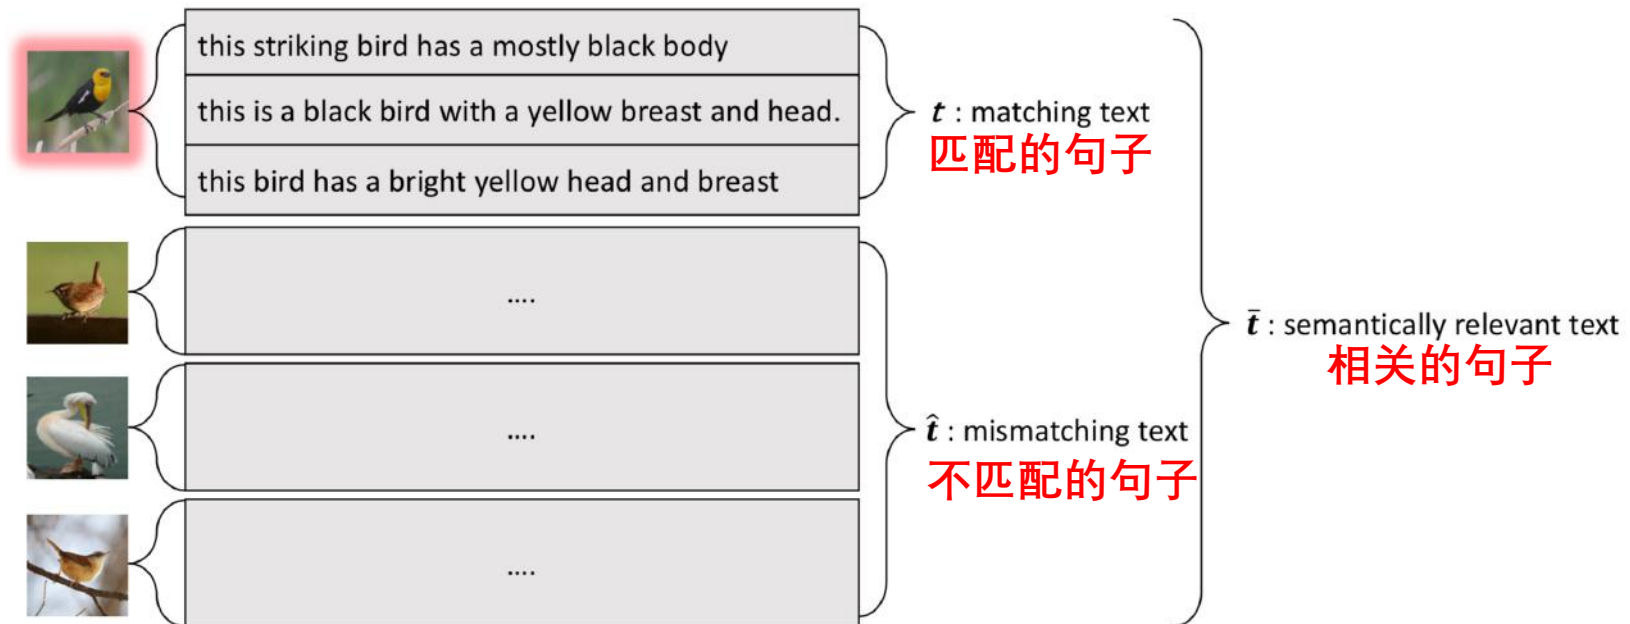 this striking bird has a mostly black body
this is a black bird with a yellow breast and head.
this bird has a bright yellow head and breast
t : matching text
匹配的句子
....
....
....
t̂ : mismatching text
不匹配的句子
t̄ : semantically relevant text
相关的句子